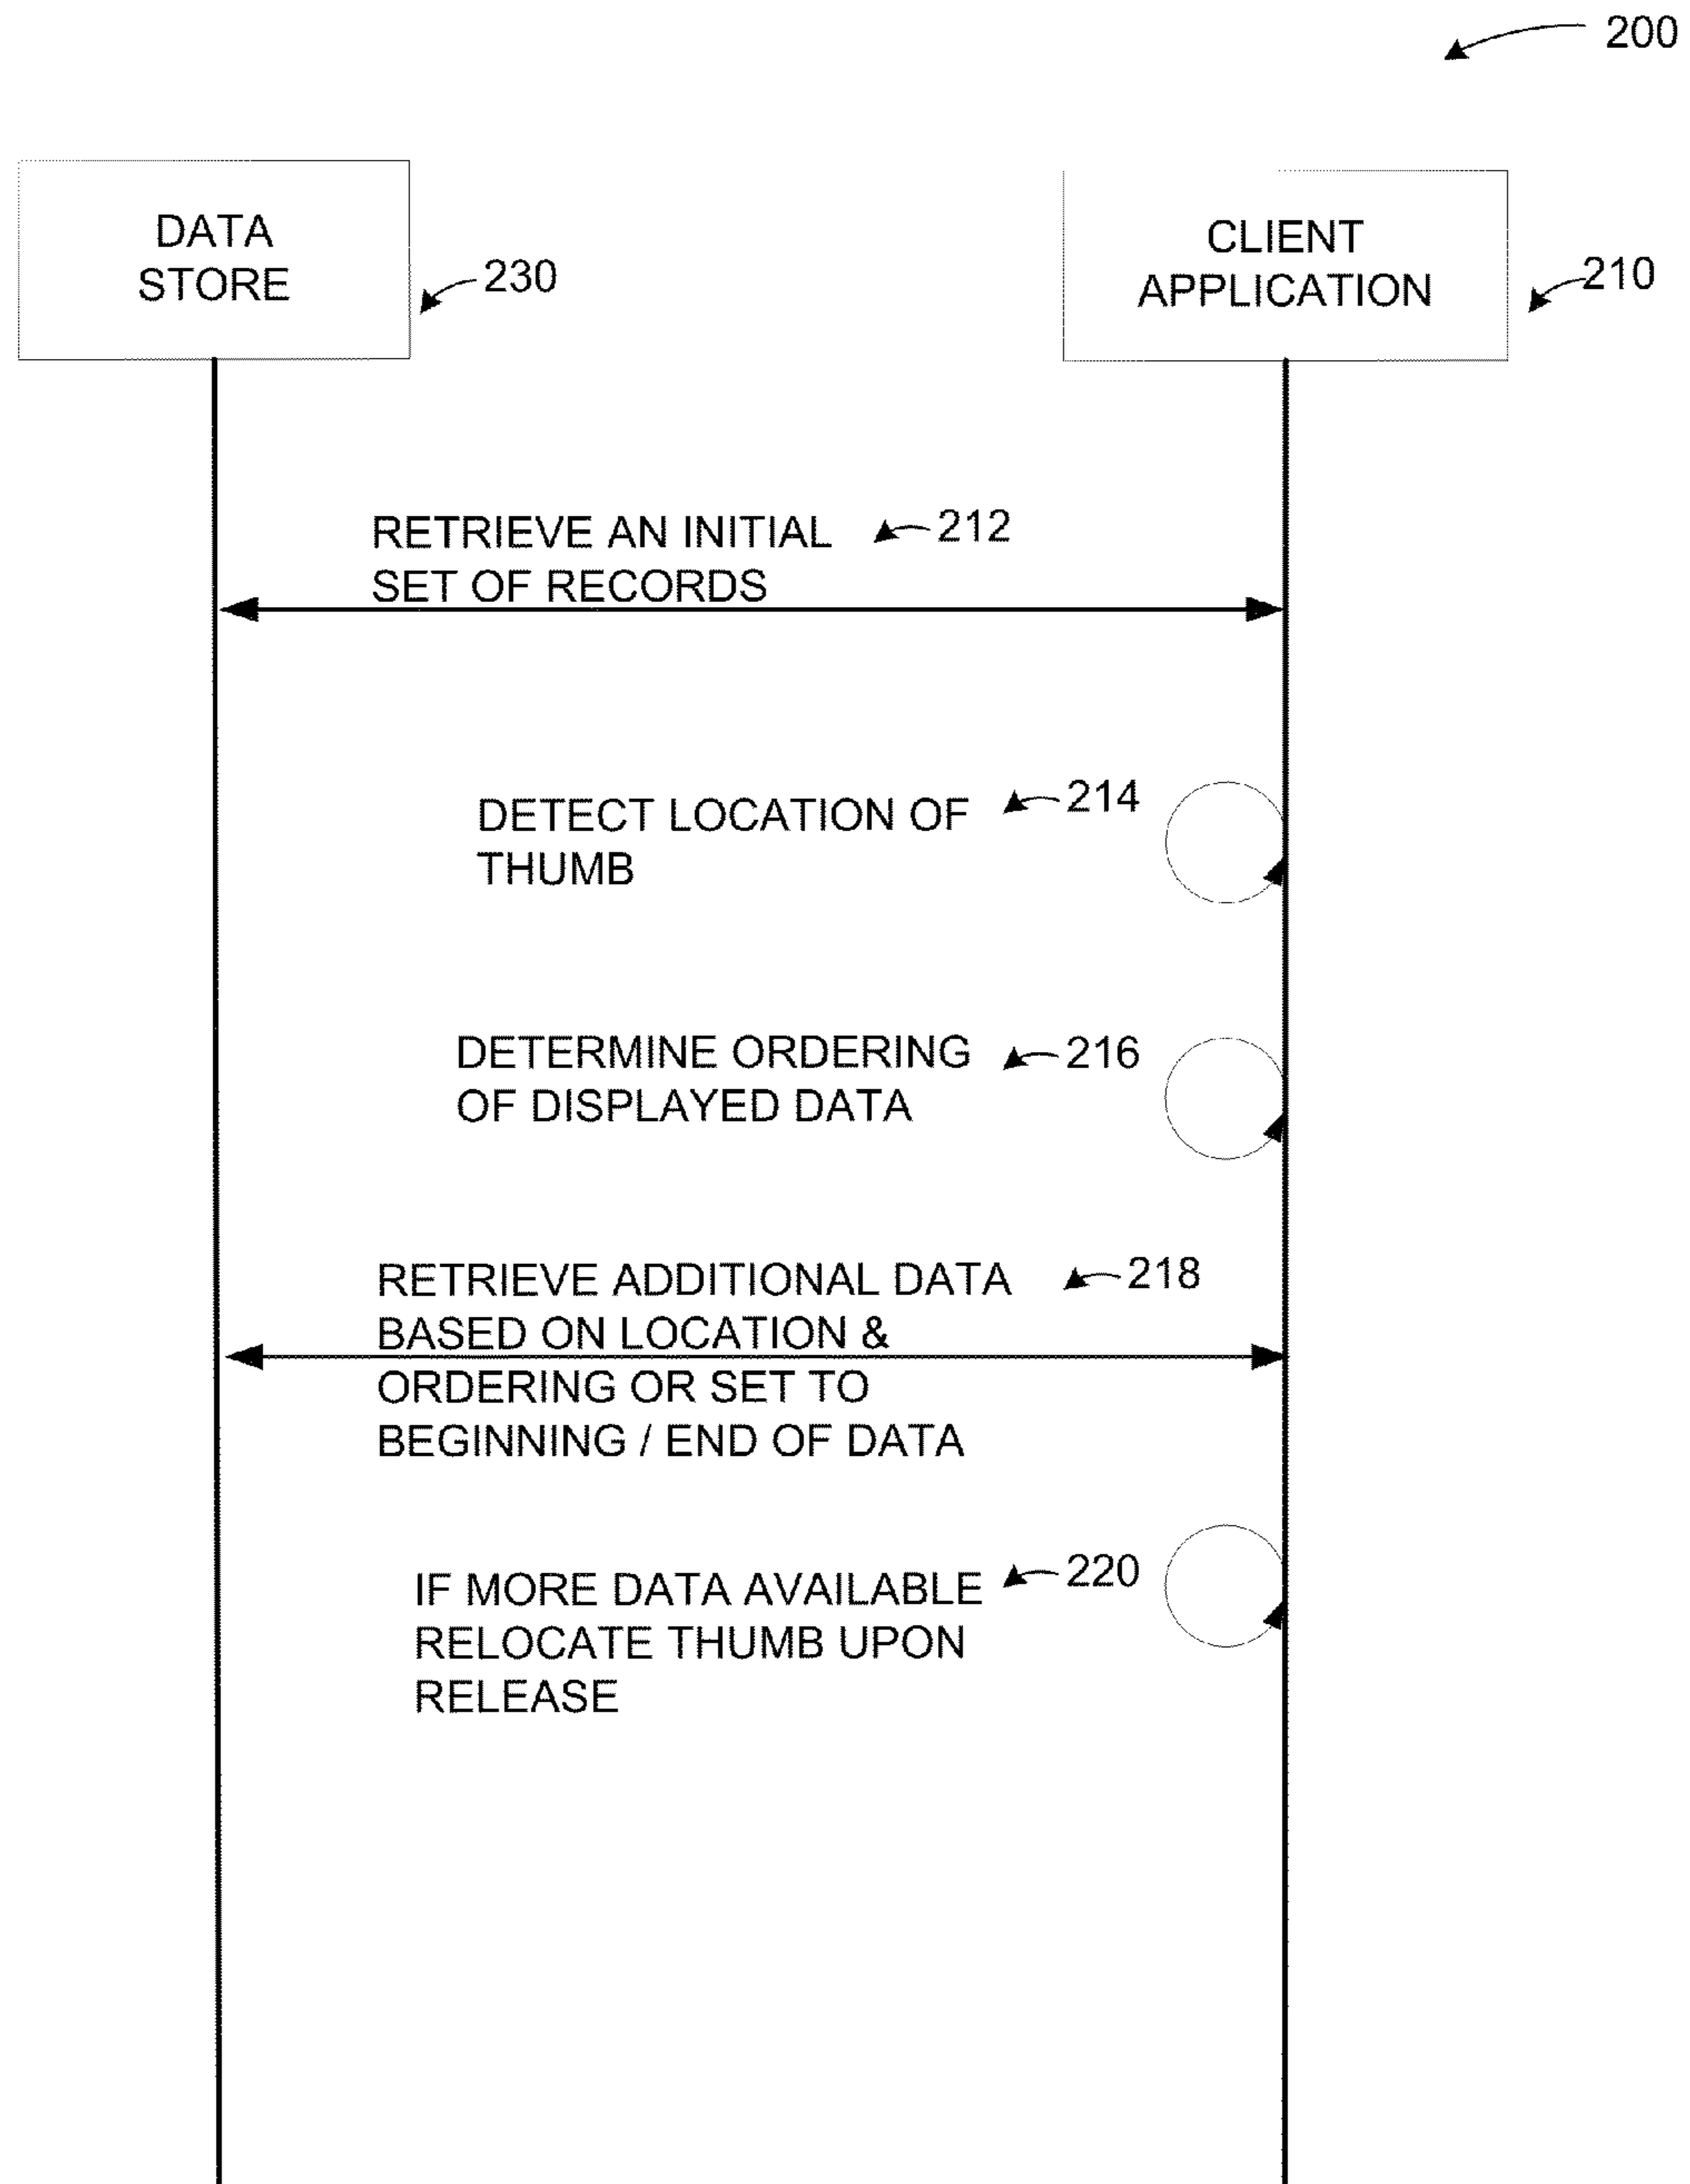 200
DATA
STORE
230
CLIENT
APPLICATION
210
RETRIEVE AN INITIAL
SET OF RECORDS
212
DETECT LOCATION OF
THUMB
214
DETERMINE ORDERING
OF DISPLAYED DATA
216
RETRIEVE ADDITIONAL DATA
BASED ON LOCATION &
ORDERING OR SET TO
BEGINNING / END OF DATA
218
IF MORE DATA AVAILABLE
RELOCATE THUMB UPON
RELEASE
220